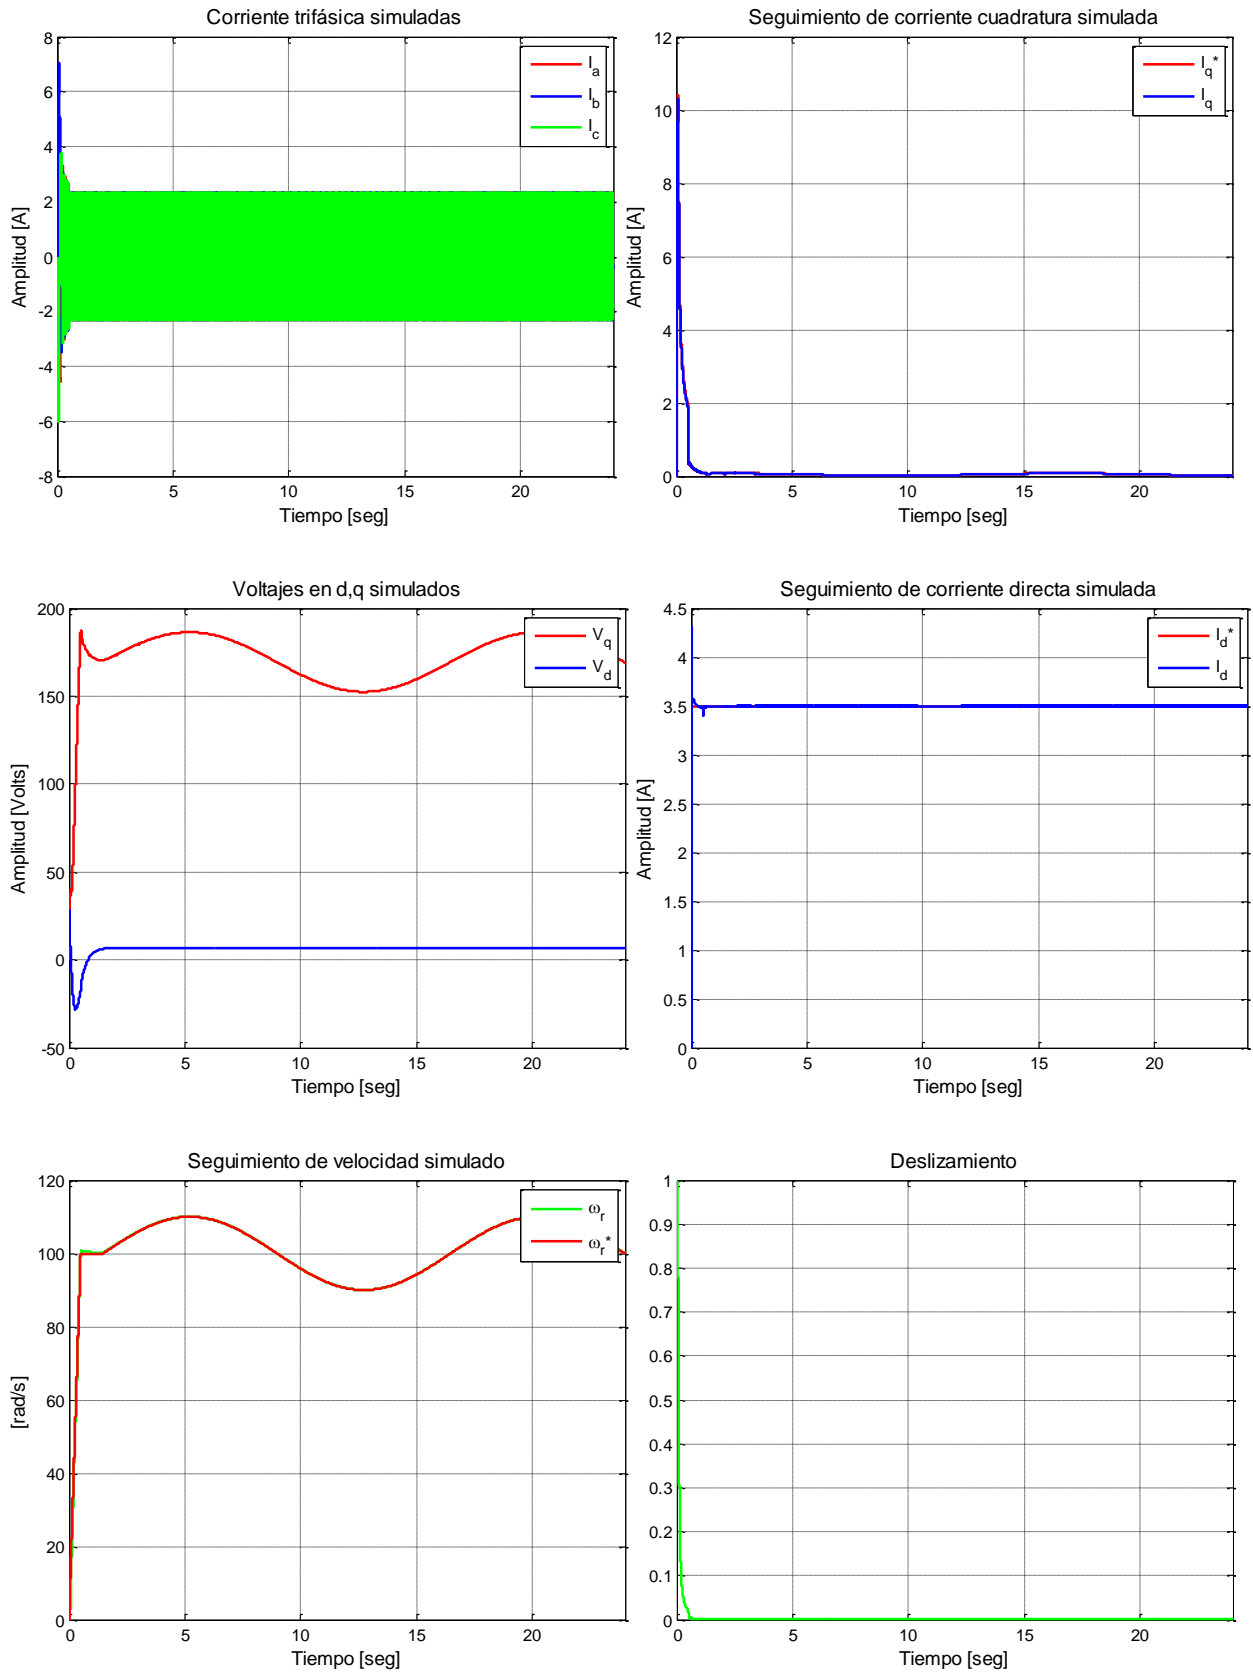 Corriente trifásica simuladas
8
6
4
2
0
-2
-4
-6
-8
0 5 10 15 20
Amplitud [A]
Tiempo [seg]
I_a
I_b
I_c
Seguimiento de corriente cuadratura simulada
12
10
8
6
4
2
0
0 5 10 15 20
Amplitud [A]
Tiempo [seg]
I_q*
I_q
Voltajes en d,q simulados
200
150
100
50
0
-50
0 5 10 15 20
Amplitud [Volts]
Tiempo [seg]
V_q
V_d
Seguimiento de corriente directa simulada
4.5
4
3.5
3
2.5
2
1.5
1
0.5
0
0 5 10 15 20
Amplitud [A]
Tiempo [seg]
I_d*
I_d
Seguimiento de velocidad simulado
120
100
80
60
40
20
0
0 5 10 15 20
[rad/s]
Tiempo [seg]
ω_r
ω_r*
Deslizamiento
1
0.9
0.8
0.7
0.6
0.5
0.4
0.3
0.2
0.1
0
0 5 10 15 20
Tiempo [seg]